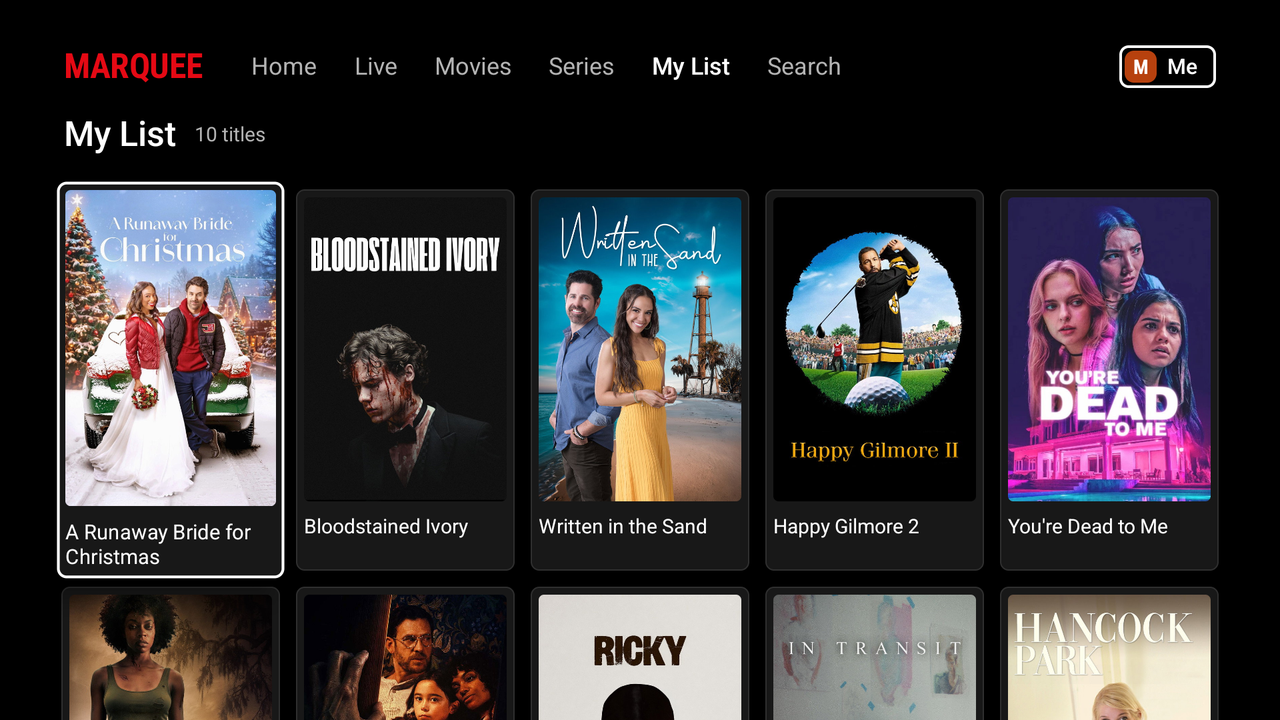 MARQUEE Home Live Movies Series My List Search M Me
My List 10 titles
A Runaway Bride
for
Christmas
BLOODSTAINED IVORY
Written
IN THE Sand
Happy Gilmore II
YOU'RE
DEAD
TO ME
A Runaway Bride for
Christmas
Bloodstained Ivory
Written in the Sand
Happy Gilmore 2
You're Dead to Me
RICKY
IN TRANSIT
HANCOCK
PARK